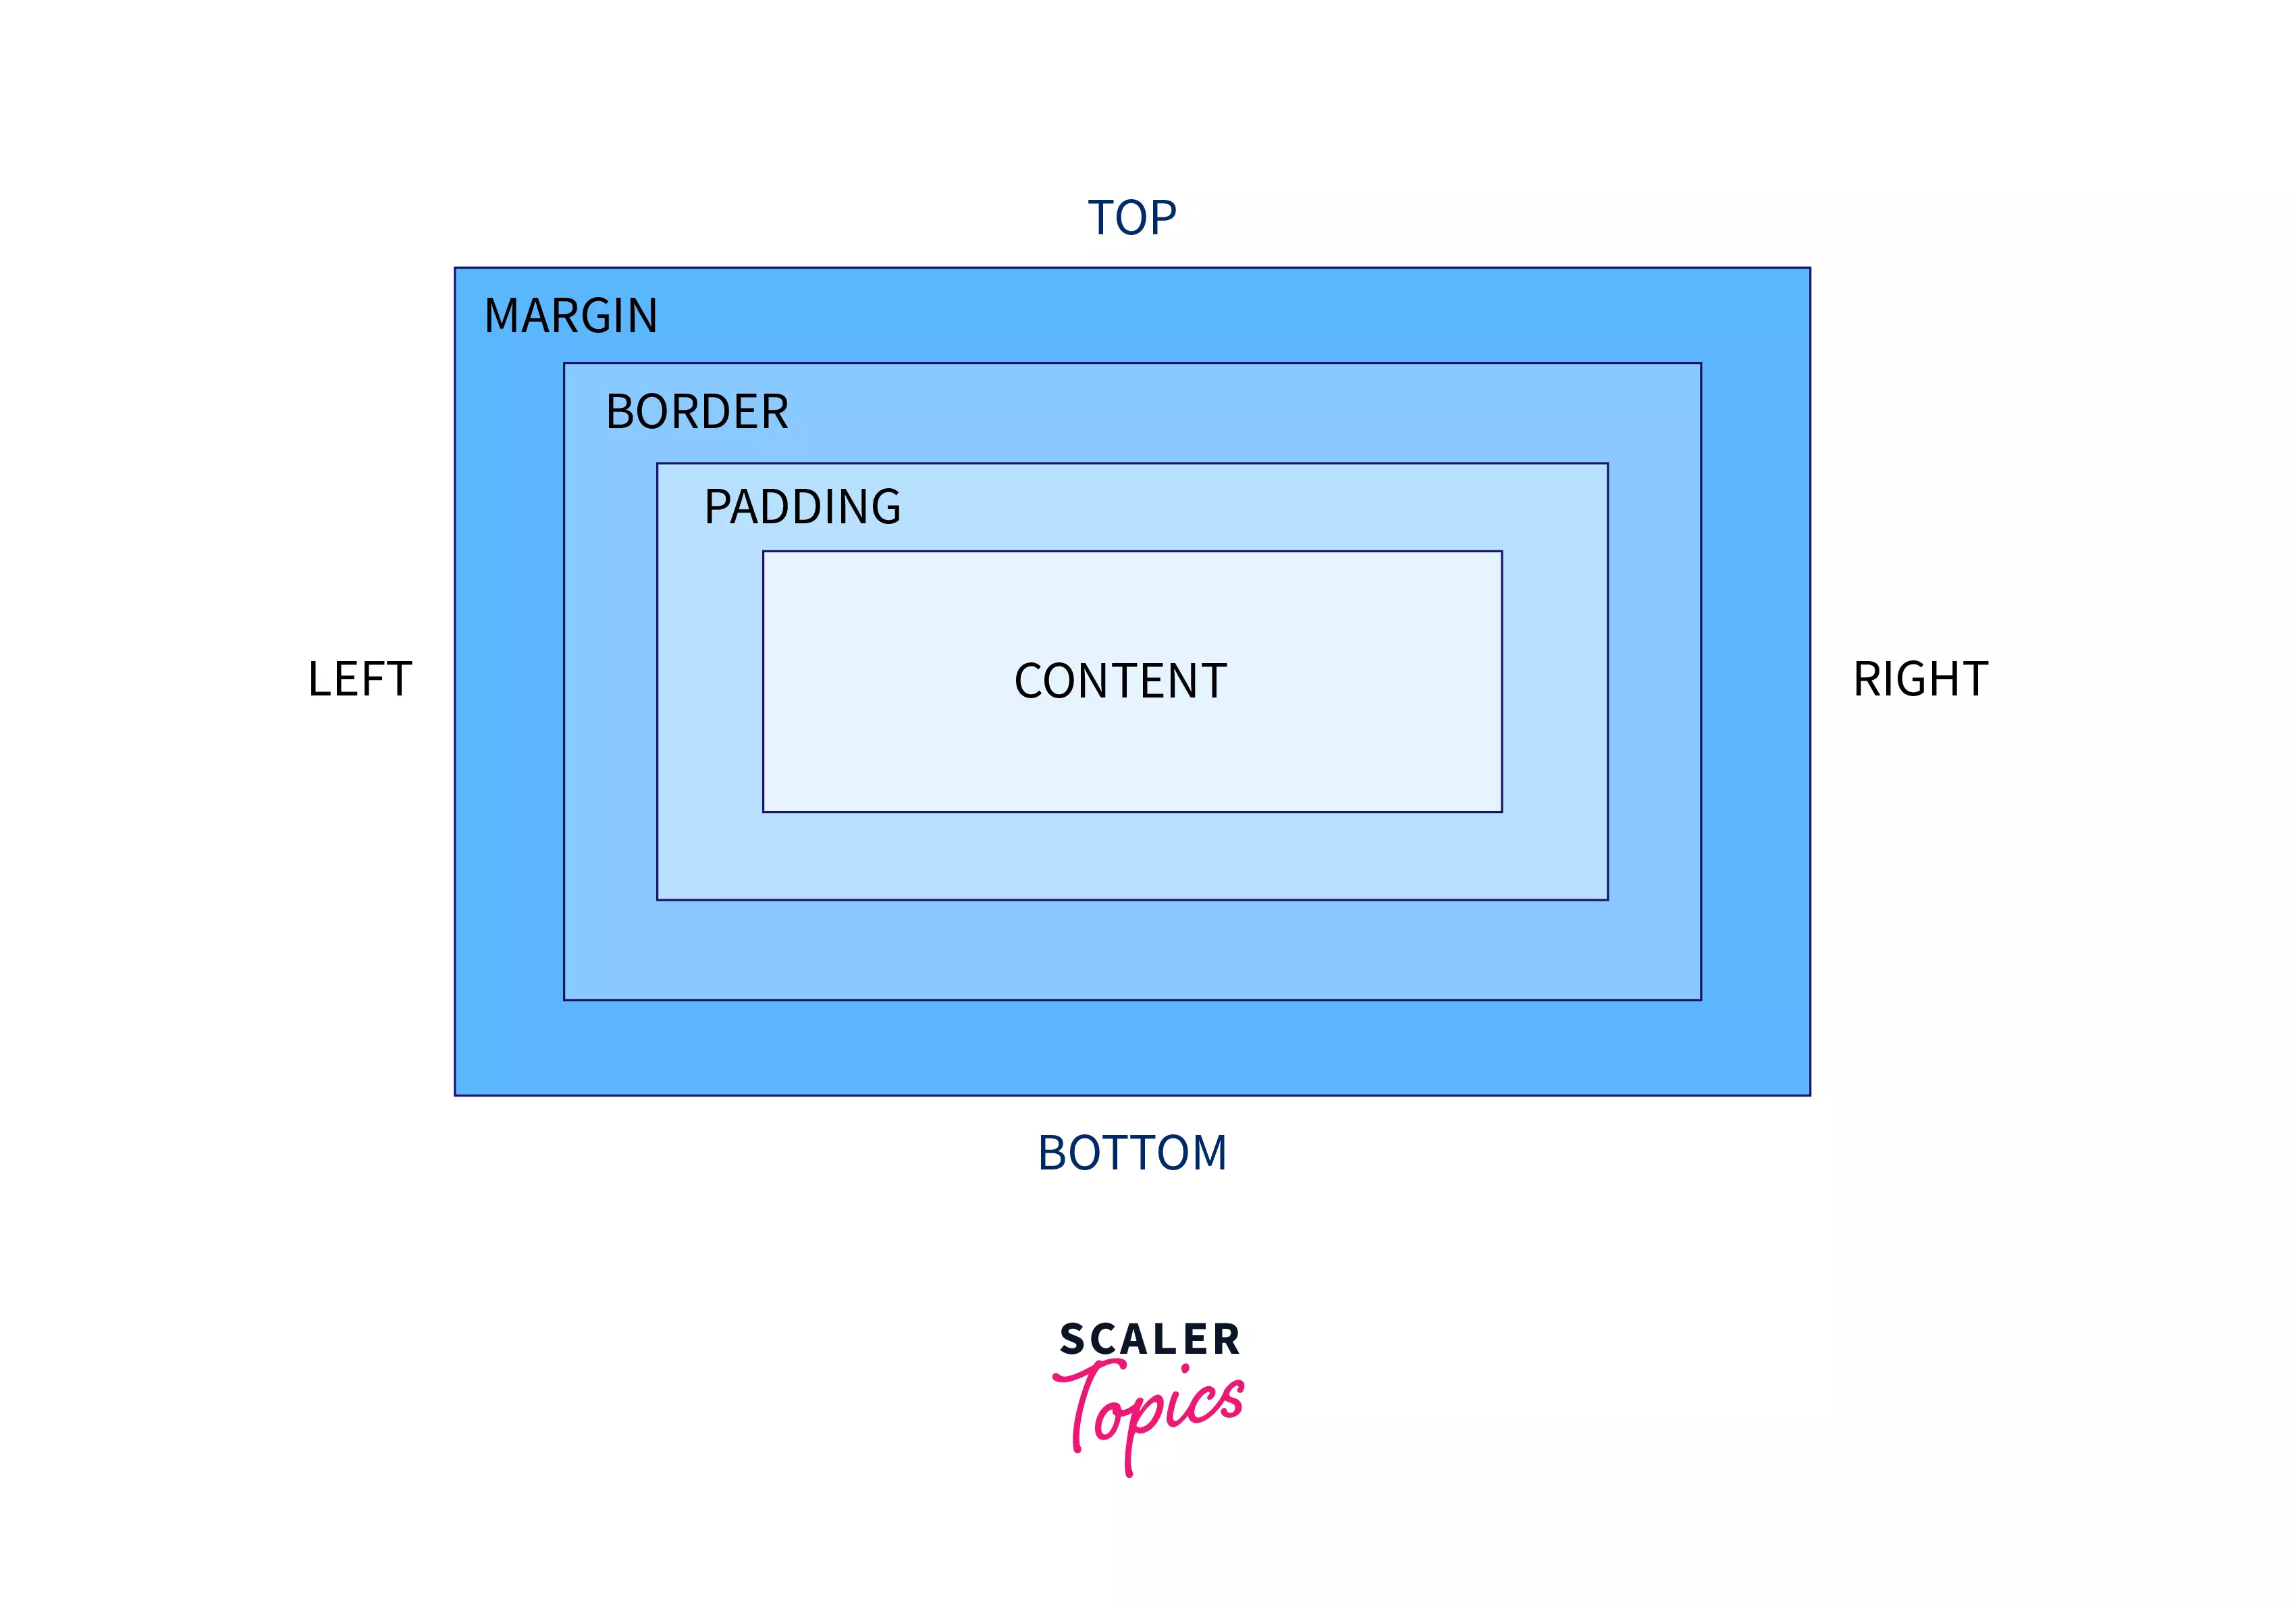 TOP
MARGIN
BORDER
PADDING
LEFT
CONTENT
RIGHT
BOTTOM
SCALER
Topics